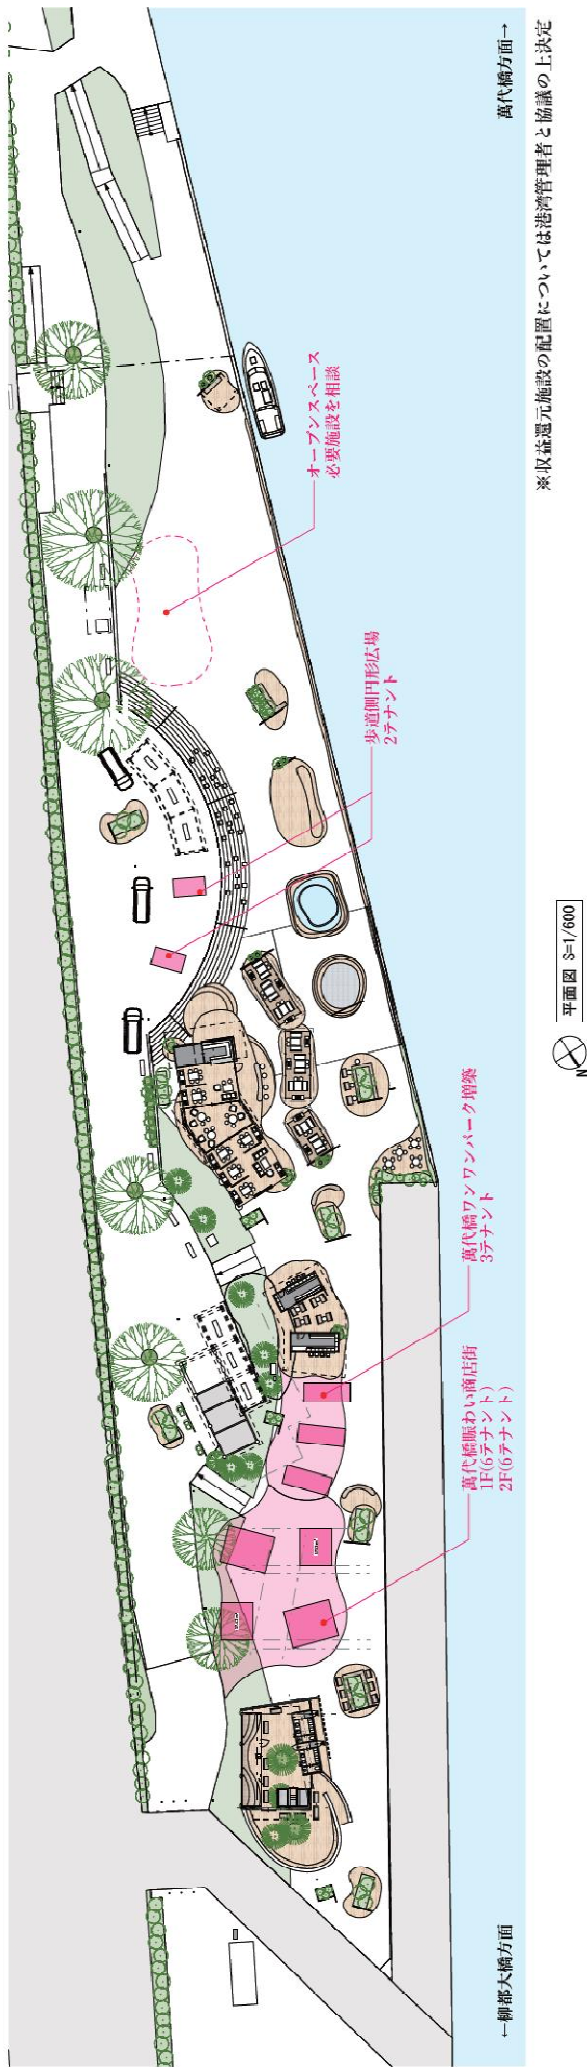 萬代橋方面→
※収益還元施設の配置については港湾管理者と協議の上決定
オープンスペース
必要施設を相談
歩道側円形広場
2テナント
萬代橋ワンワンパーク増築
3テナント
萬代橋賑わい商店街
1F(6テナント)
2F(6テナント)
平面図 S=1/600
N
←柳都大橋方面